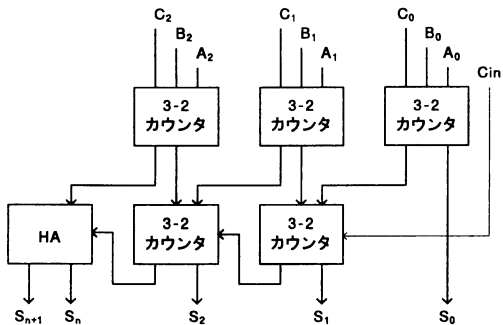 C₂ C₁ C₀
B₂ B₁ B₀
A₂ A₁ A₀
Cin
3-2
カウンタ
3-2
カウンタ
3-2
カウンタ
HA
3-2
カウンタ
3-2
カウンタ
Sₙ₊₁ Sₙ S₂ S₁ S₀